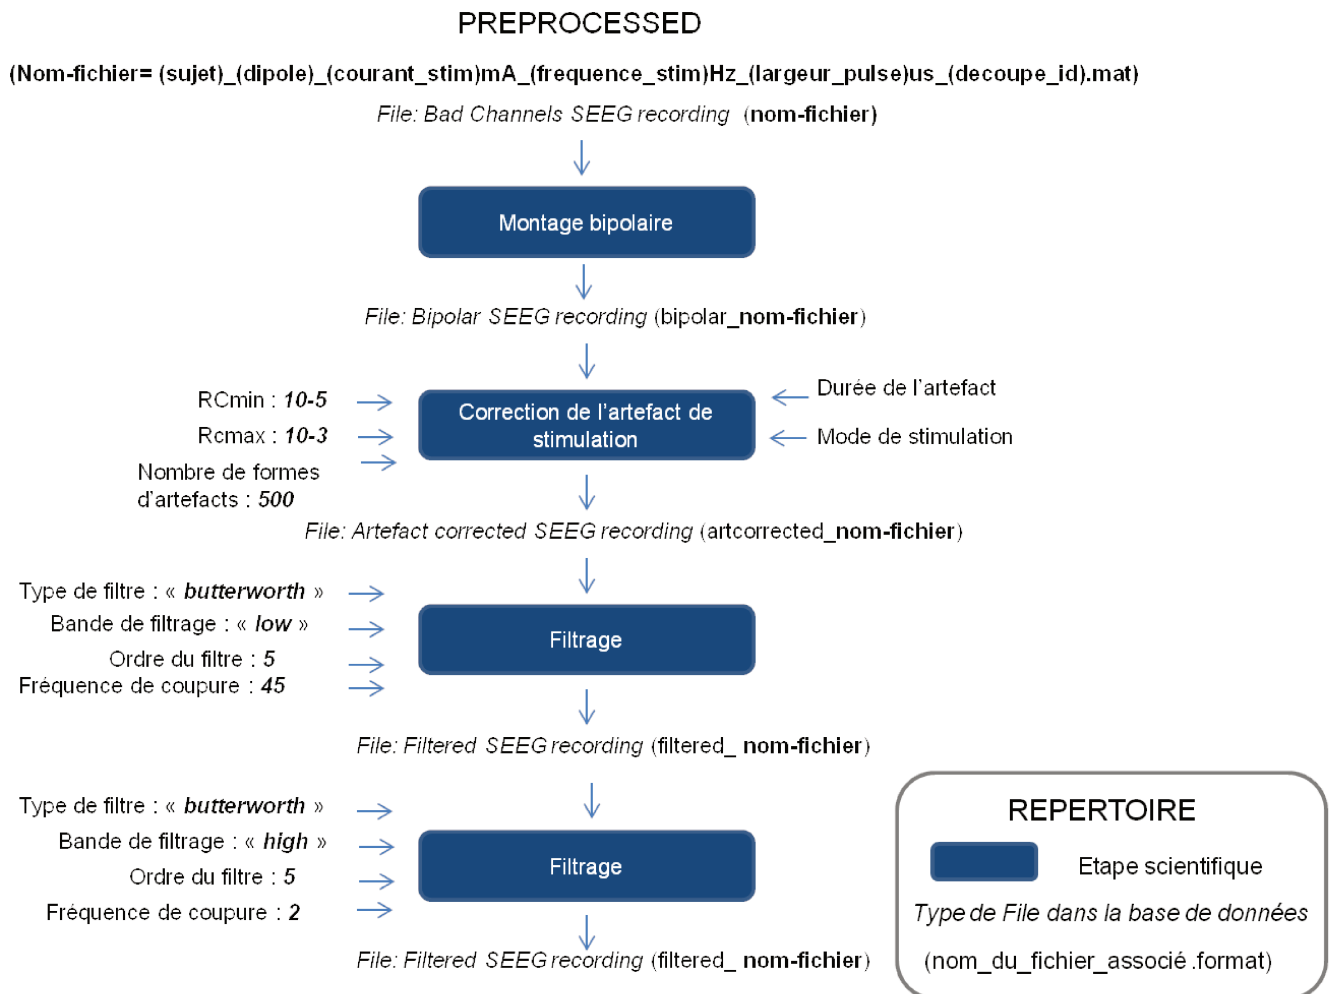 PREPROCESSED
(Nom-fichier= (sujet)_(dipole)_(courant_stim)mA_(frequence_stim)Hz_(largeur_pulse)us_(decoupe_id).mat)
File: Bad Channels SEEG recording (nom-fichier)
Montage bipolaire
File: Bipolar SEEG recording (bipolar_nom-fichier)
RCmin : 10-5
Rcmax : 10-3
Nombre de formes
d'artefacts : 500
Correction de l'artefact de
stimulation
Durée de l'artefact
Mode de stimulation
File: Artefact corrected SEEG recording (artcorrected_nom-fichier)
Type de filtre : « butterworth »
Bande de filtrage : « low »
Ordre du filtre : 5
Fréquence de coupure : 45
Filtrage
File: Filtered SEEG recording (filtered_ nom-fichier)
Type de filtre : « butterworth »
Bande de filtrage : « high »
Ordre du filtre : 5
Fréquence de coupure : 2
Filtrage
File: Filtered SEEG recording (filtered_ nom-fichier)
REPERTOIRE
Etape scientifique
Type de File dans la base de données
(nom_du_fichier_associé .format)